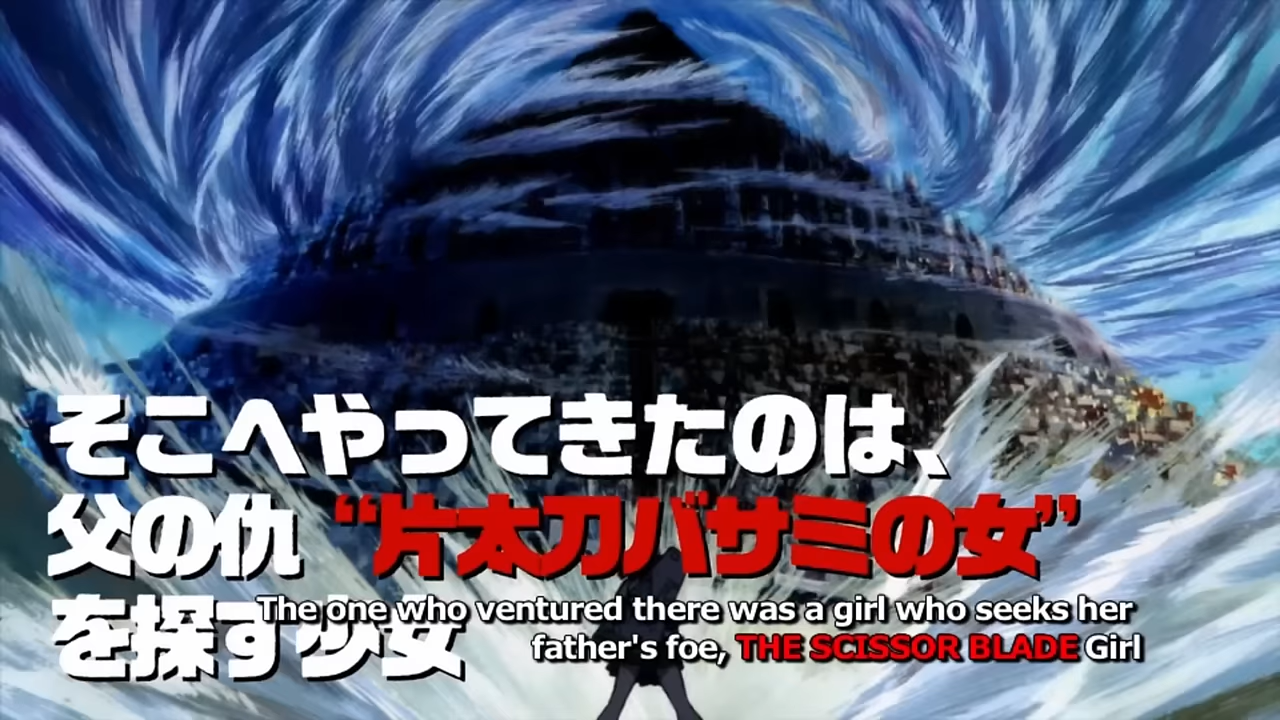 そこへやってきたのは、
父の仇 “片太刀バサミの女”
を探す少女
The one who ventured there was a girl who seeks her
father's foe, THE SCISSOR BLADE Girl